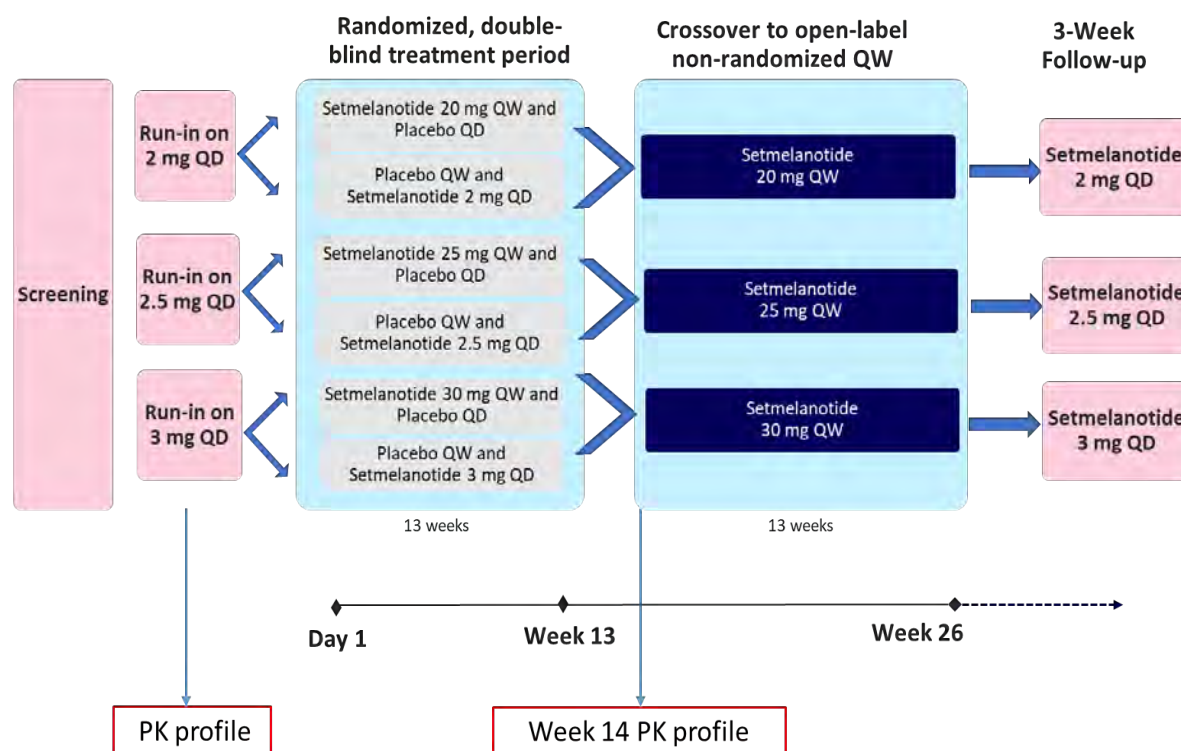 Randomized, double-
blind treatment period
Crossover to open-label
non-randomized QW
3-Week
Follow-up
Screening
Run-in on
2 mg QD
Setmelanotide 20 mg QW and
Placebo QD
Placebo QW and
Setmelanotide 2 mg QD
Setmelanotide
20 mg QW
Setmelanotide
2 mg QD
Run-in on
2.5 mg QD
Setmelanotide 25 mg QW and
Placebo QD
Placebo QW and
Setmelanotide 2.5 mg QD
Setmelanotide
25 mg QW
Setmelanotide
2.5 mg QD
Run-in on
3 mg QD
Setmelanotide 30 mg QW and
Placebo QD
Placebo QW and
Setmelanotide 3 mg QD
Setmelanotide
30 mg QW
Setmelanotide
3 mg QD
13 weeks
13 weeks
Day 1
Week 13
Week 26
PK profile
Week 14 PK profile